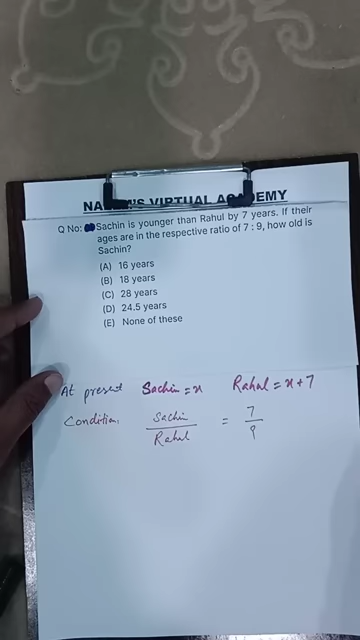 VIRTUAL ACADEMY
Q No: Sachin is younger than Rahul by 7 years. If their
ages are in the respective ratio of 7 : 9, how old is
Sachin?
(A) 16 years
(B) 18 years
(C) 28 years
(D) 24.5 years
(E) None of these
At present Sachin = x Rahul = x + 7
Condition, Sachin / Rahul = 7 / 9